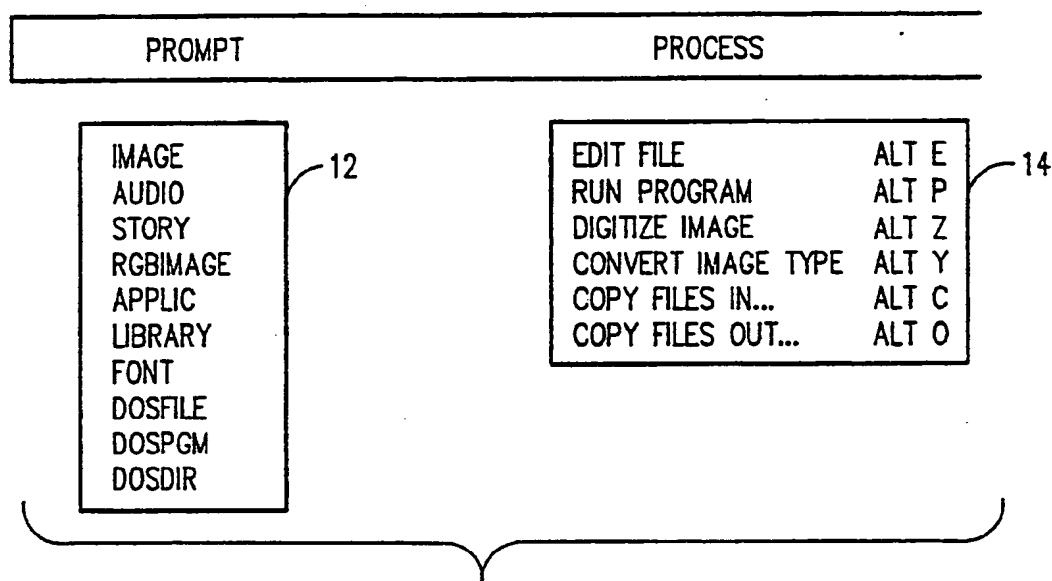 PROMPT PROCESS
IMAGE
AUDIO
STORY
RGBIMAGE
APPLIC
LIBRARY
FONT
DOSFILE
DOSPGM
DOSDIR
12
EDIT FILE ALT E
RUN PROGRAM ALT P
DIGITIZE IMAGE ALT Z
CONVERT IMAGE TYPE ALT Y
COPY FILES IN... ALT C
COPY FILES OUT... ALT O
14